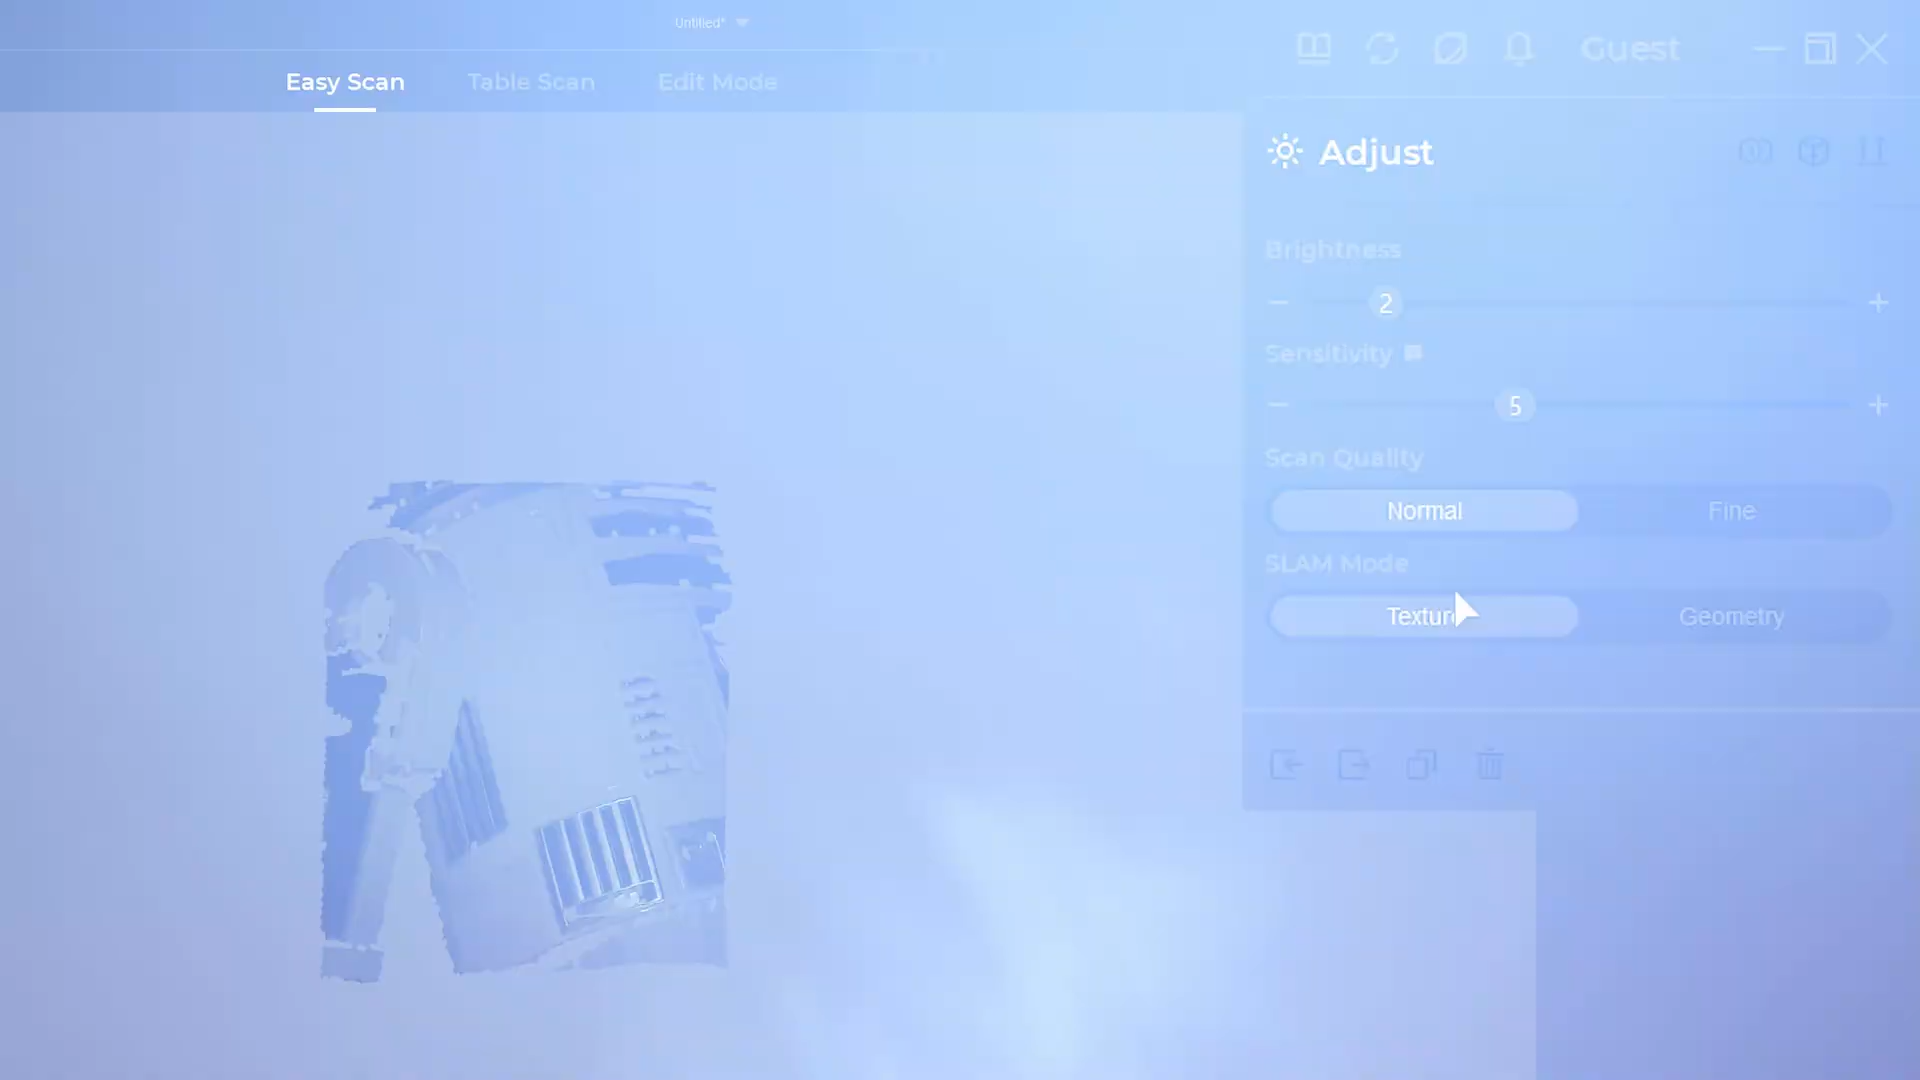 Untitled*
Guest
Easy Scan
Table Scan
Edit Mode
Adjust
Brightness
2
Sensitivity
5
Scan Quality
Normal
Fine
SLAM Mode
Texture
Geometry